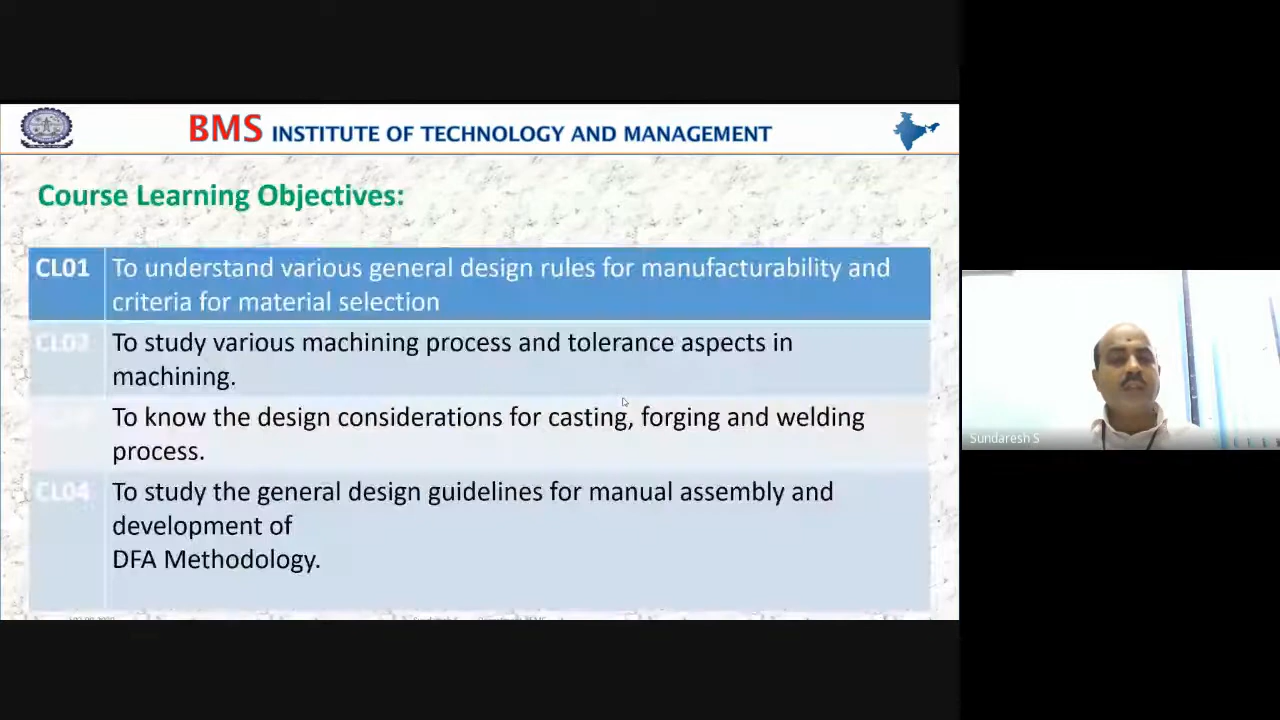 BMS INSTITUTE OF TECHNOLOGY AND MANAGEMENT
Course Learning Objectives:
CL01 To understand various general design rules for manufacturability and
criteria for material selection
CL02 To study various machining process and tolerance aspects in
machining.
To know the design considerations for casting, forging and welding
process.
CL04 To study the general design guidelines for manual assembly and
development of
DFA Methodology.
Sundaresh S